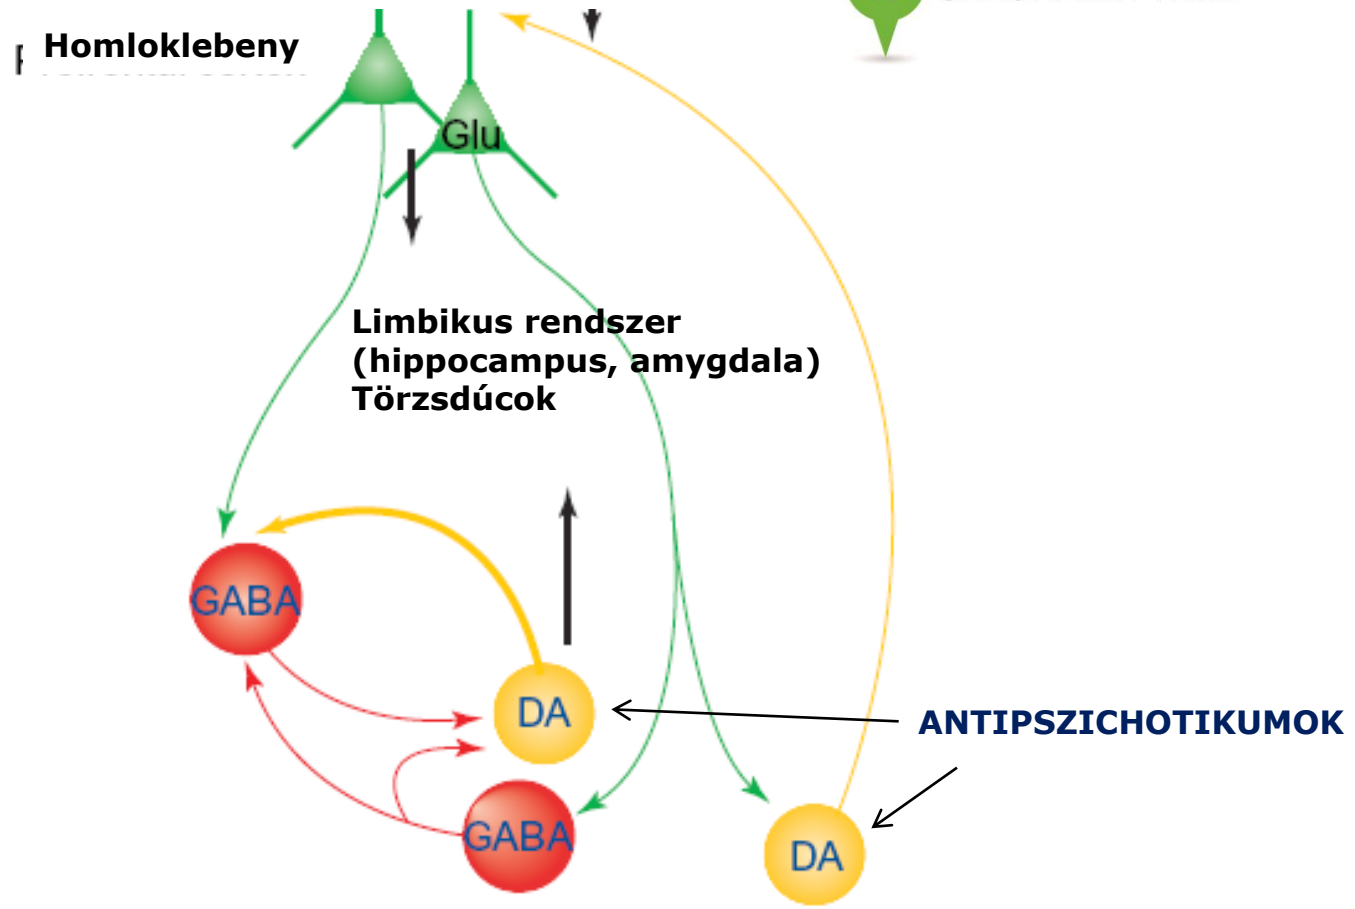 Homloklebeny
Glu
Limbikus rendszer
(hippocampus, amygdala)
Törzsdúcok
GABA
DA
ANTIPSZICHOTIKUMOK
GABA
DA